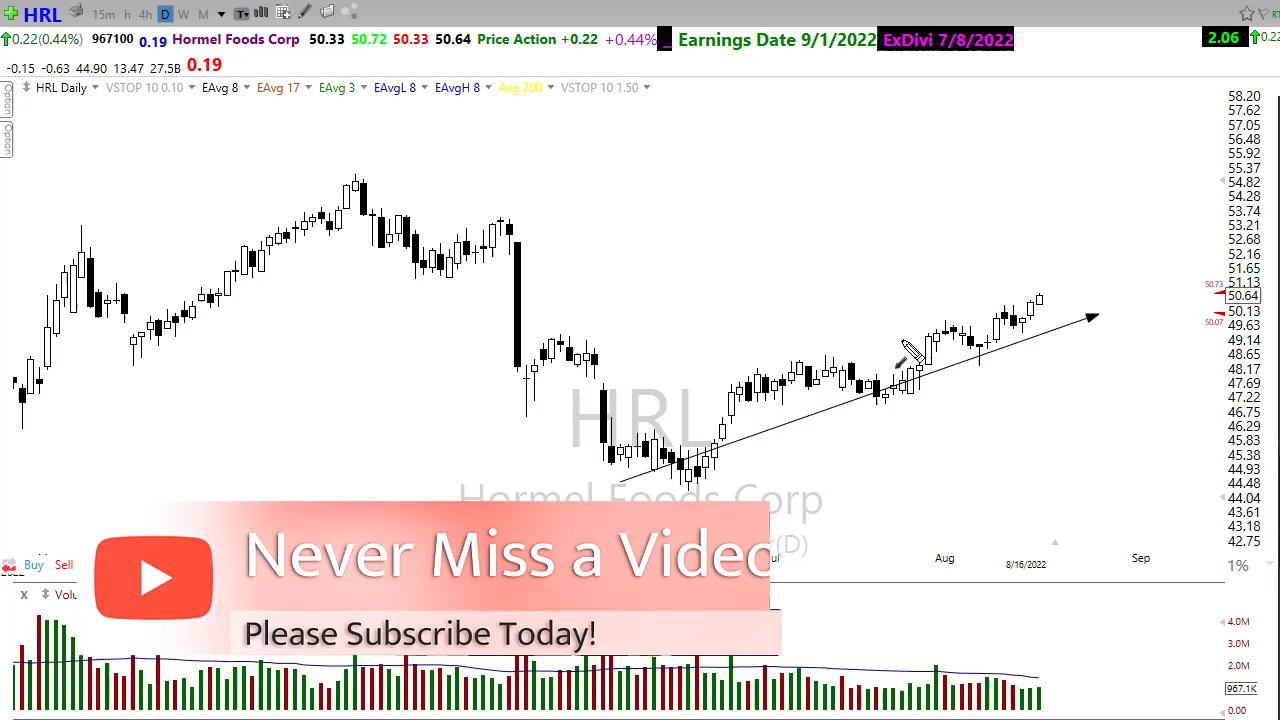 HRL 15m h 4h D W M T
0.22(0.44%) 967100 0.19 Hormel Foods Corp 50.33 50.72 50.33 50.64 Price Action +0.22 +0.44% ... Earnings Date 9/1/2022 ExDivi 7/8/2022 2.06 0.22
-0.15 -0.63 44.90 13.47 27.5B 0.19
HRL Daily VSTOP 10 0.10 EAvg 8 EAvg 17 EAvg 3 EAvgL 8 EAvgH 8 Avg 200 VSTOP 10 1.50
Option
Option
58.20
57.62
57.05
56.48
55.92
55.37
54.82
54.28
53.74
53.21
52.68
52.16
51.65
51.13
50.73
50.64
50.13
50.07
49.63
49.14
48.65
48.17
47.69
47.22
46.75
46.29
45.83
45.38
44.93
44.48
44.04
43.61
43.18
42.75
HRL
Hormel Foods Corp
(D)
Aug 8/16/2022 Sep 1%
Buy Sell
Never Miss a Video
Please Subscribe Today!
X Volu
4.0M
3.0M
2.0M
967.1K
0.00